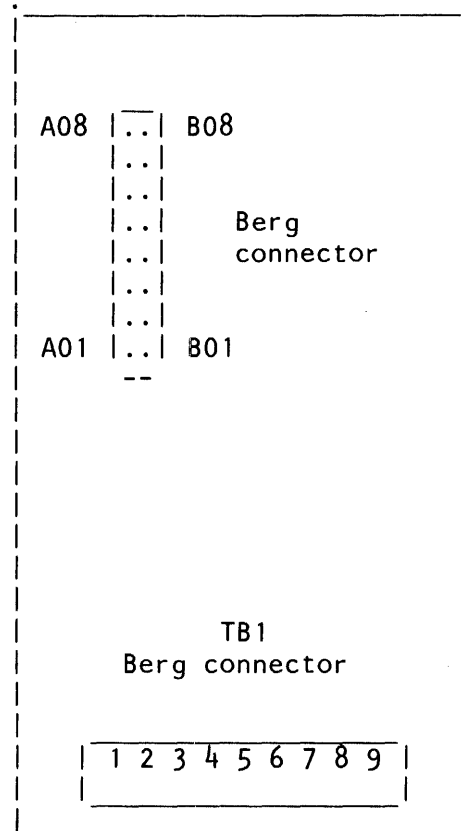 A08 |..| B08
|..|
|..|
|..| Berg
|..| connector
|..|
|..|
A01 |..| B01
--
TB1
Berg connector
| 1 2 3 4 5 6 7 8 9 |